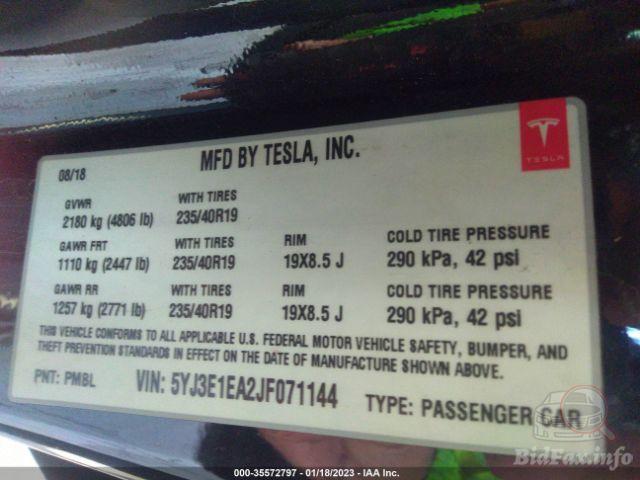 MFD BY TESLA, INC.
TESLA
08/18
GVWR WITH TIRES
2180 kg (4806 lb) 235/40R19
GAWR FRT WITH TIRES RIM COLD TIRE PRESSURE
1110 kg (2447 lb) 235/40R19 19X8.5 J 290 kPa, 42 psi
GAWR RR WITH TIRES RIM COLD TIRE PRESSURE
1257 kg (2771 lb) 235/40R19 19X8.5 J 290 kPa, 42 psi
THIS VEHICLE CONFORMS TO ALL APPLICABLE U.S. FEDERAL MOTOR VEHICLE SAFETY, BUMPER, AND
THEFT PREVENTION STANDARDS IN EFFECT ON THE DATE OF MANUFACTURE SHOWN ABOVE.
PNT: PMBL VIN: 5YJ3E1EA2JF071144 TYPE: PASSENGER CAR
BidFax.info
000-35572797 - 01/18/2023 - IAA Inc.